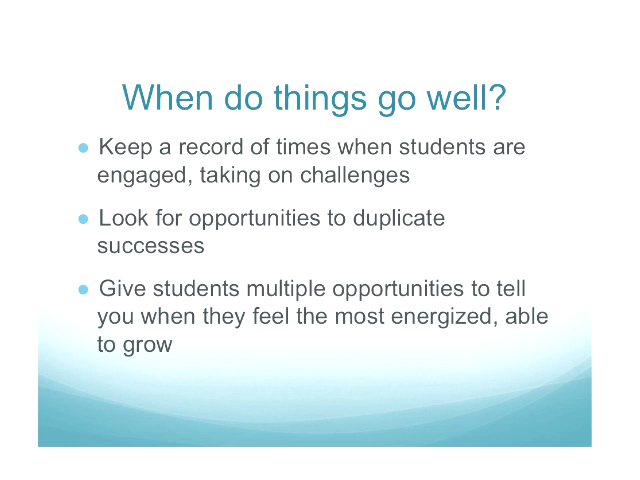 When do things go well?
● Keep a record of times when students are
engaged, taking on challenges
● Look for opportunities to duplicate
successes
● Give students multiple opportunities to tell
you when they feel the most energized, able
to grow